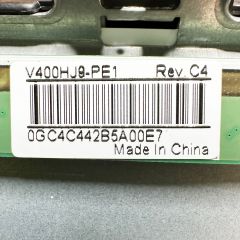 V400HJ9-PE1 Rev. C4
0GC4C442B5A00E7
Made In China